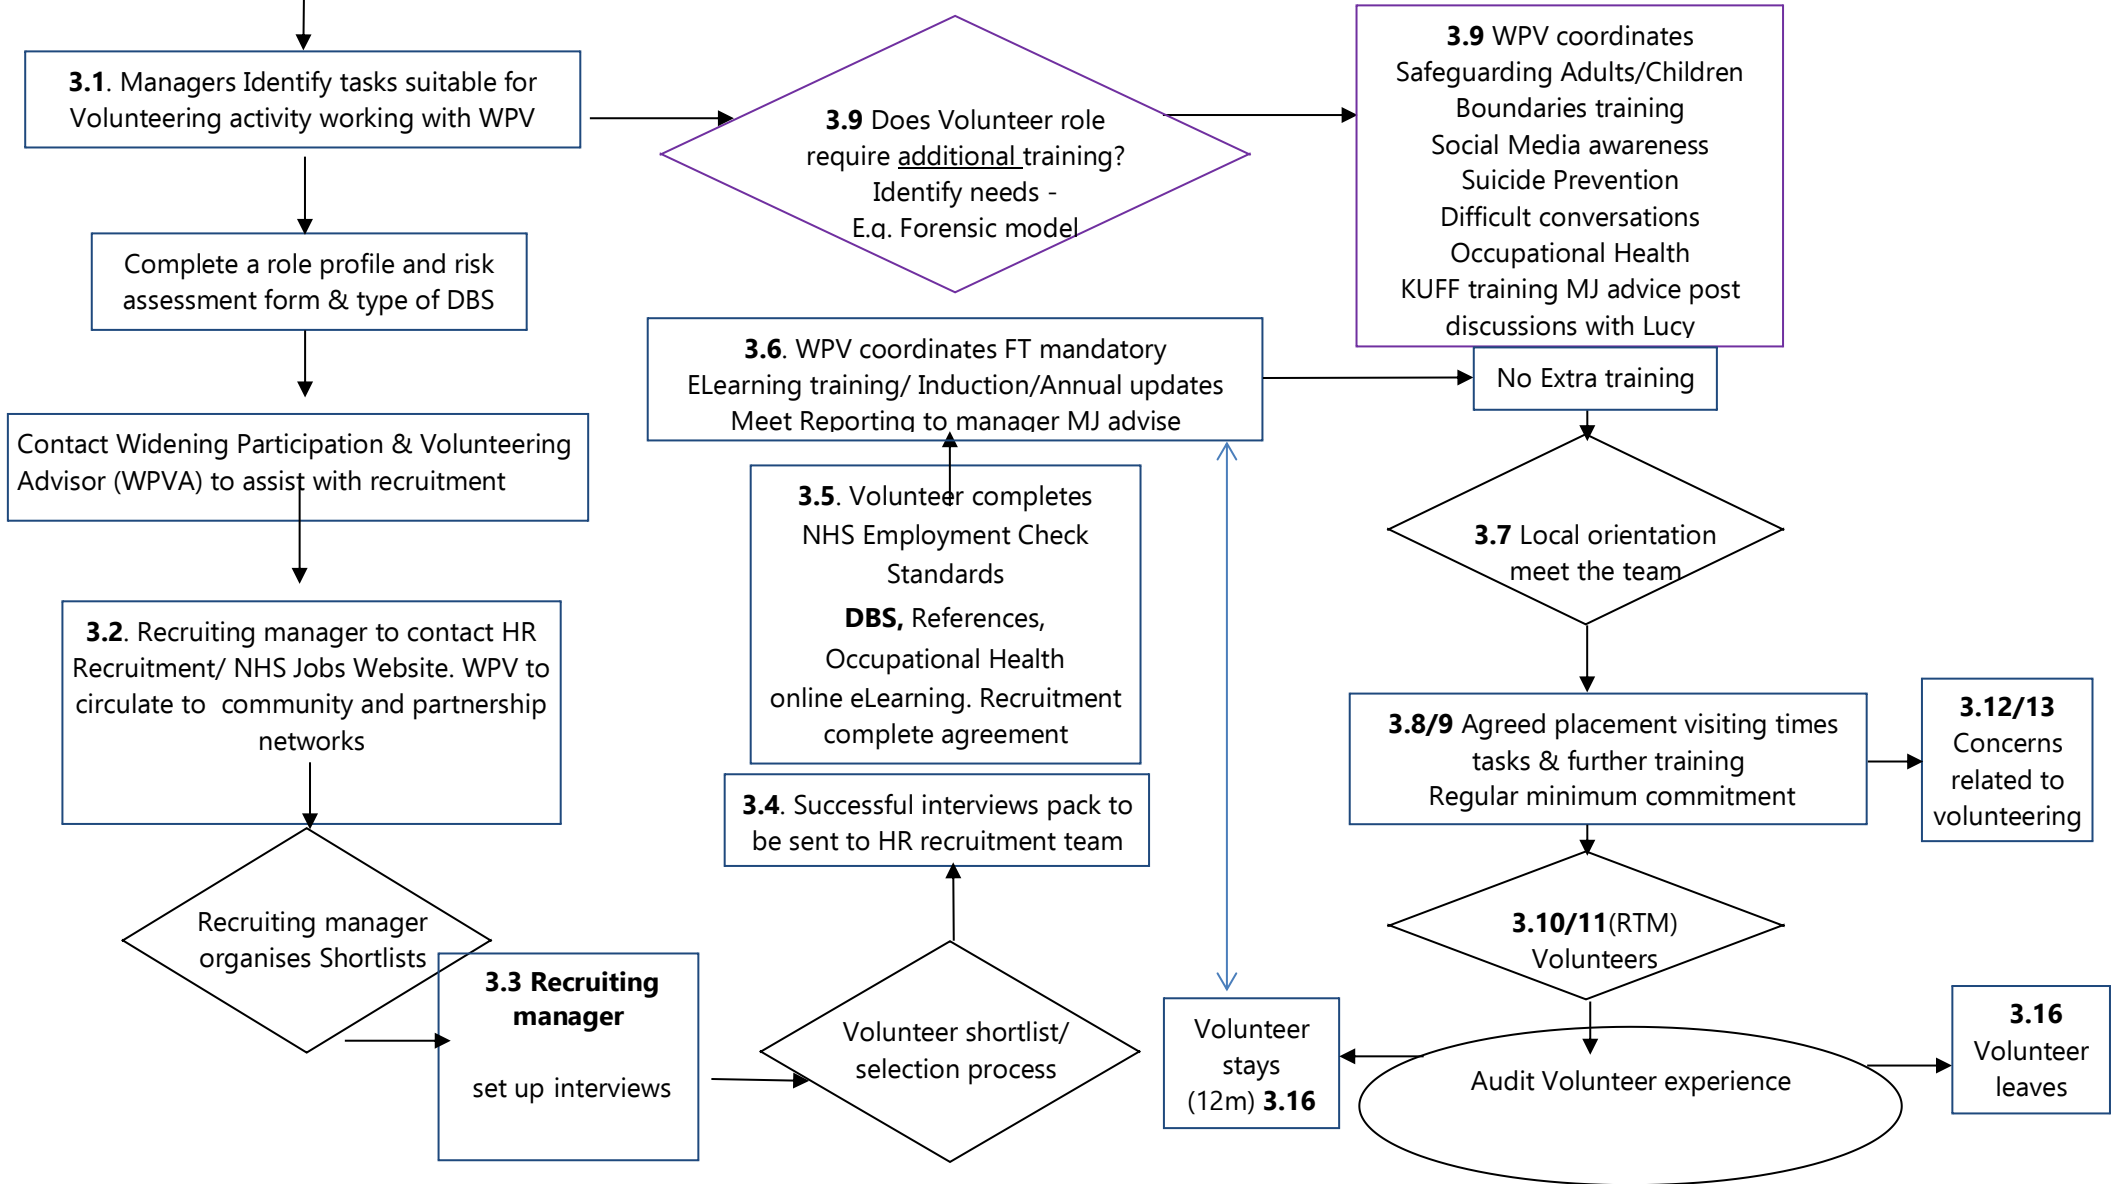 3.1. Managers Identify tasks suitable for
Volunteering activity working with WPV
Complete a role profile and risk
assessment form & type of DBS
Contact Widening Participation & Volunteering
Advisor (WPVA) to assist with recruitment
3.2. Recruiting manager to contact HR
Recruitment/ NHS Jobs Website. WPV to
circulate to community and partnership
networks
Recruiting manager
organises Shortlists
3.3 Recruiting
manager
set up interviews
Volunteer shortlist/
selection process
3.4. Successful interviews pack to
be sent to HR recruitment team
3.5. Volunteer completes
NHS Employment Check
Standards
DBS, References,
Occupational Health
online eLearning. Recruitment
complete agreement
3.6. WPV coordinates FT mandatory
ELearning training/ Induction/Annual updates
Meet Reporting to manager MJ advise
3.9 Does Volunteer role
require additional training?
Identify needs -
E.g. Forensic model
3.9 WPV coordinates
Safeguarding Adults/Children
Boundaries training
Social Media awareness
Suicide Prevention
Difficult conversations
Occupational Health
KUFF training MJ advice post
discussions with Lucy
No Extra training
3.7 Local orientation
meet the team
3.8/9 Agreed placement visiting times
tasks & further training
Regular minimum commitment
3.12/13
Concerns
related to
volunteering
3.10/11(RTM)
Volunteers
Audit Volunteer experience
Volunteer
stays
(12m) 3.16
3.16
Volunteer
leaves